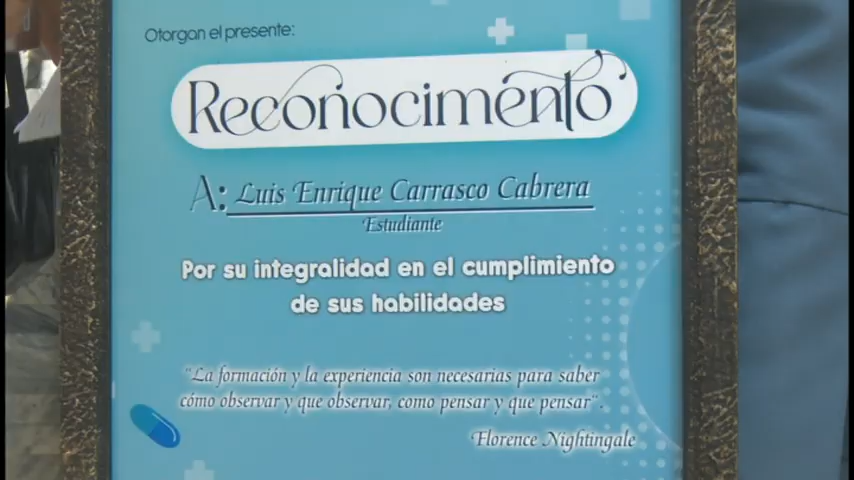 Otorgan el presente:
Reconocimento
A: Luis Enrique Carrasco Cabrera
Estudiante
Por su integralidad en el cumplimiento
de sus habilidades
"La formación y la experiencia son necesarias para saber
cómo observar y que observar, como pensar y que pensar".
Florence Nightingale